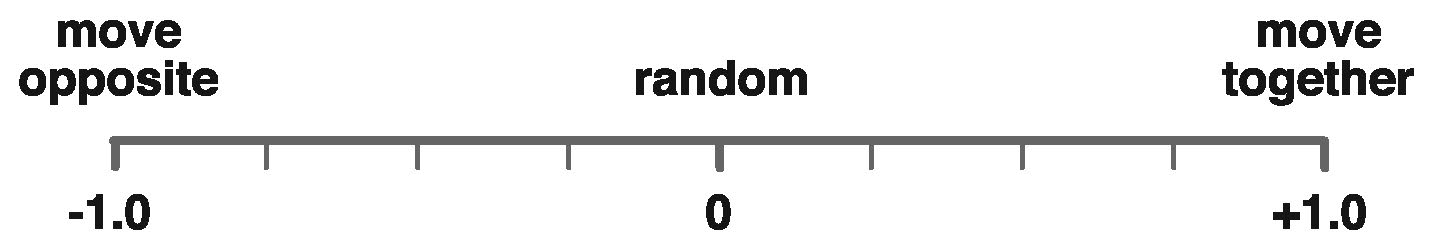 move
opposite
random
move
together
-1.0
0
+1.0